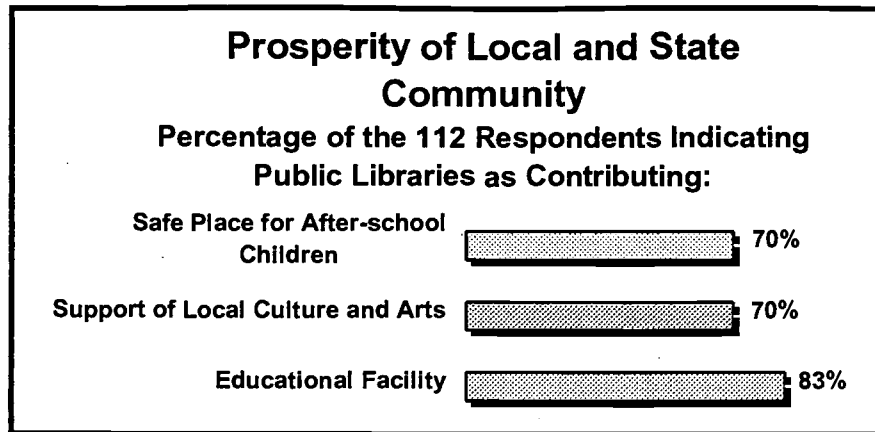 Prosperity of Local and State
Community
Percentage of the 112 Respondents Indicating
Public Libraries as Contributing:
Safe Place for After-school
Children
70%
Support of Local Culture and Arts
70%
Educational Facility
83%